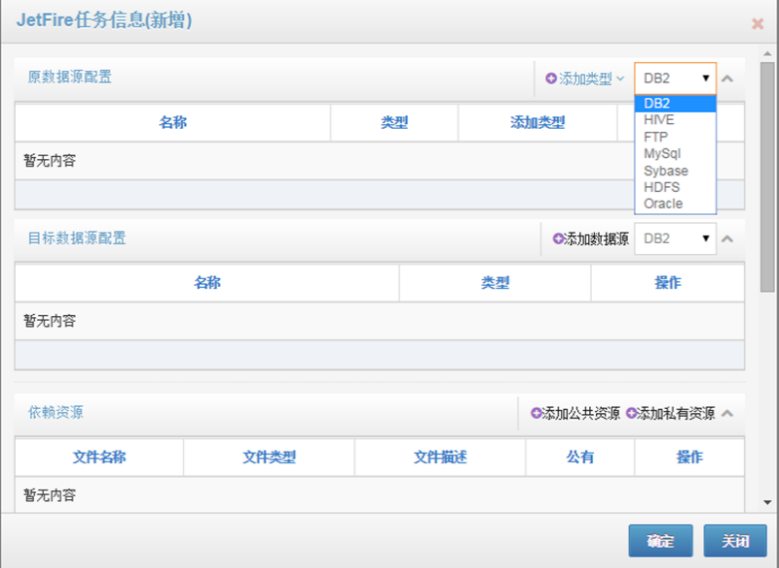 JetFire任务信息(新增)
原数据源配置 添加类型 DB2
DB2
HIVE
FTP
MySql
Sybase
HDFS
Oracle
名称 类型 添加类型
暂无内容
目标数据源配置 添加数据源 DB2
名称 类型 操作
暂无内容
依赖资源 添加公共资源 添加私有资源
文件名称 文件类型 文件描述 公有 操作
暂无内容
确定 关闭